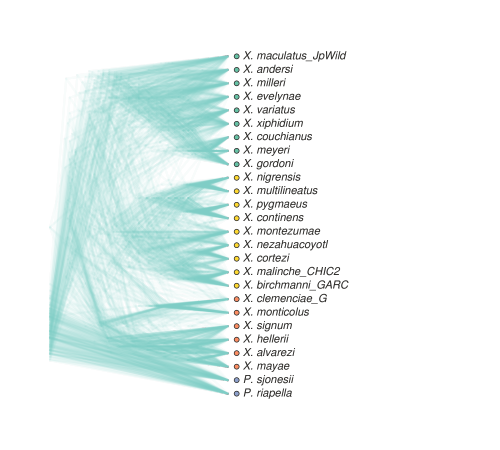 X. maculatus_JpWild
X. andersi
X. milleri
X. evelynae
X. variatus
X. xiphidium
X. couchianus
X. meyeri
X. gordoni
X. nigrensis
X. multilineatus
X. pygmaeus
X. continens
X. montezumae
X. nezahuacoyotl
X. cortezi
X. malinche_CHIC2
X. birchmanni_GARC
X. clemenciae_G
X. monticolus
X. signum
X. hellerii
X. alvarezi
X. mayae
P. sjonesii
P. riapella